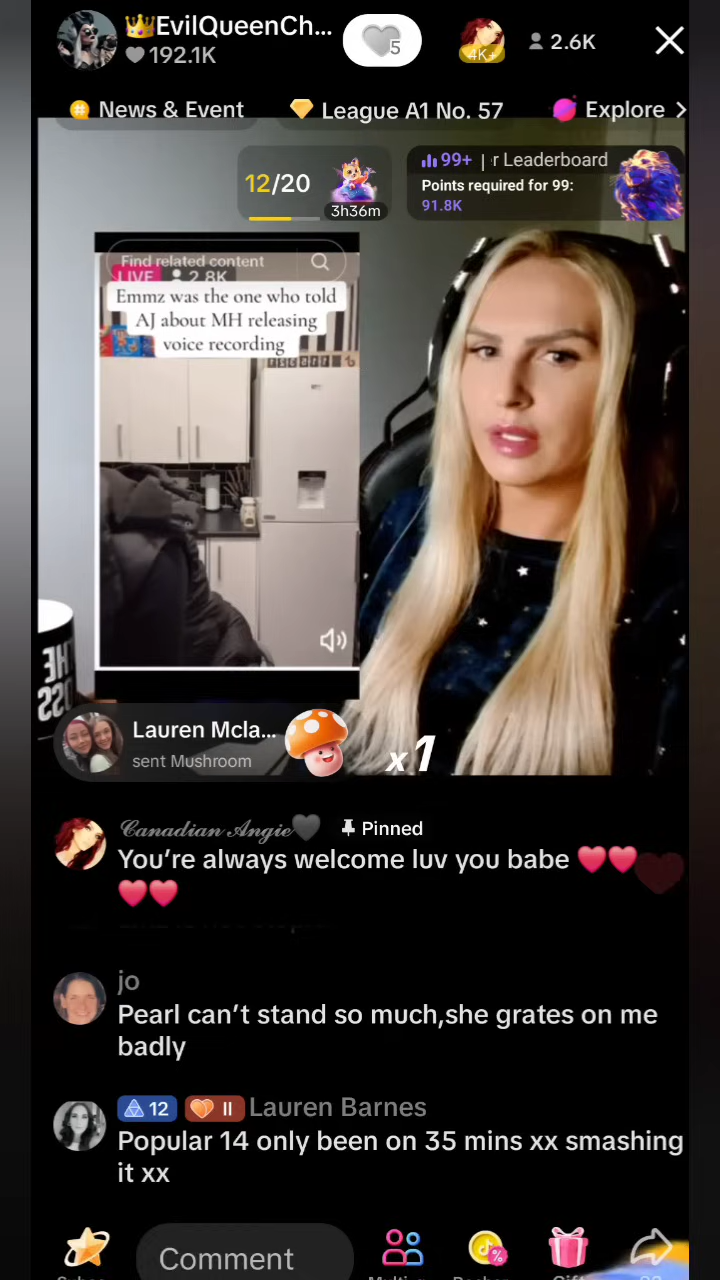 👑EvilQueenCh...
192.1K
5
4K+
2.6K
News & Event
League A1 No. 57
Explore >
12/20
3h36m
99+ | r Leaderboard
Points required for 99:
91.8K
Find related content
LIVE 2.8K
Emmz was the one who told
AJ about MH releasing
voice recording
THE
Lauren Mcla...
sent Mushroom
x1
Canadian Angie🖤 Pinned
You’re always welcome luv you babe ❤️❤️
❤️❤️
jo
Pearl can’t stand so much,she grates on me
badly
12 II Lauren Barnes
Popular 14 only been on 35 mins xx smashing
it xx
Comment